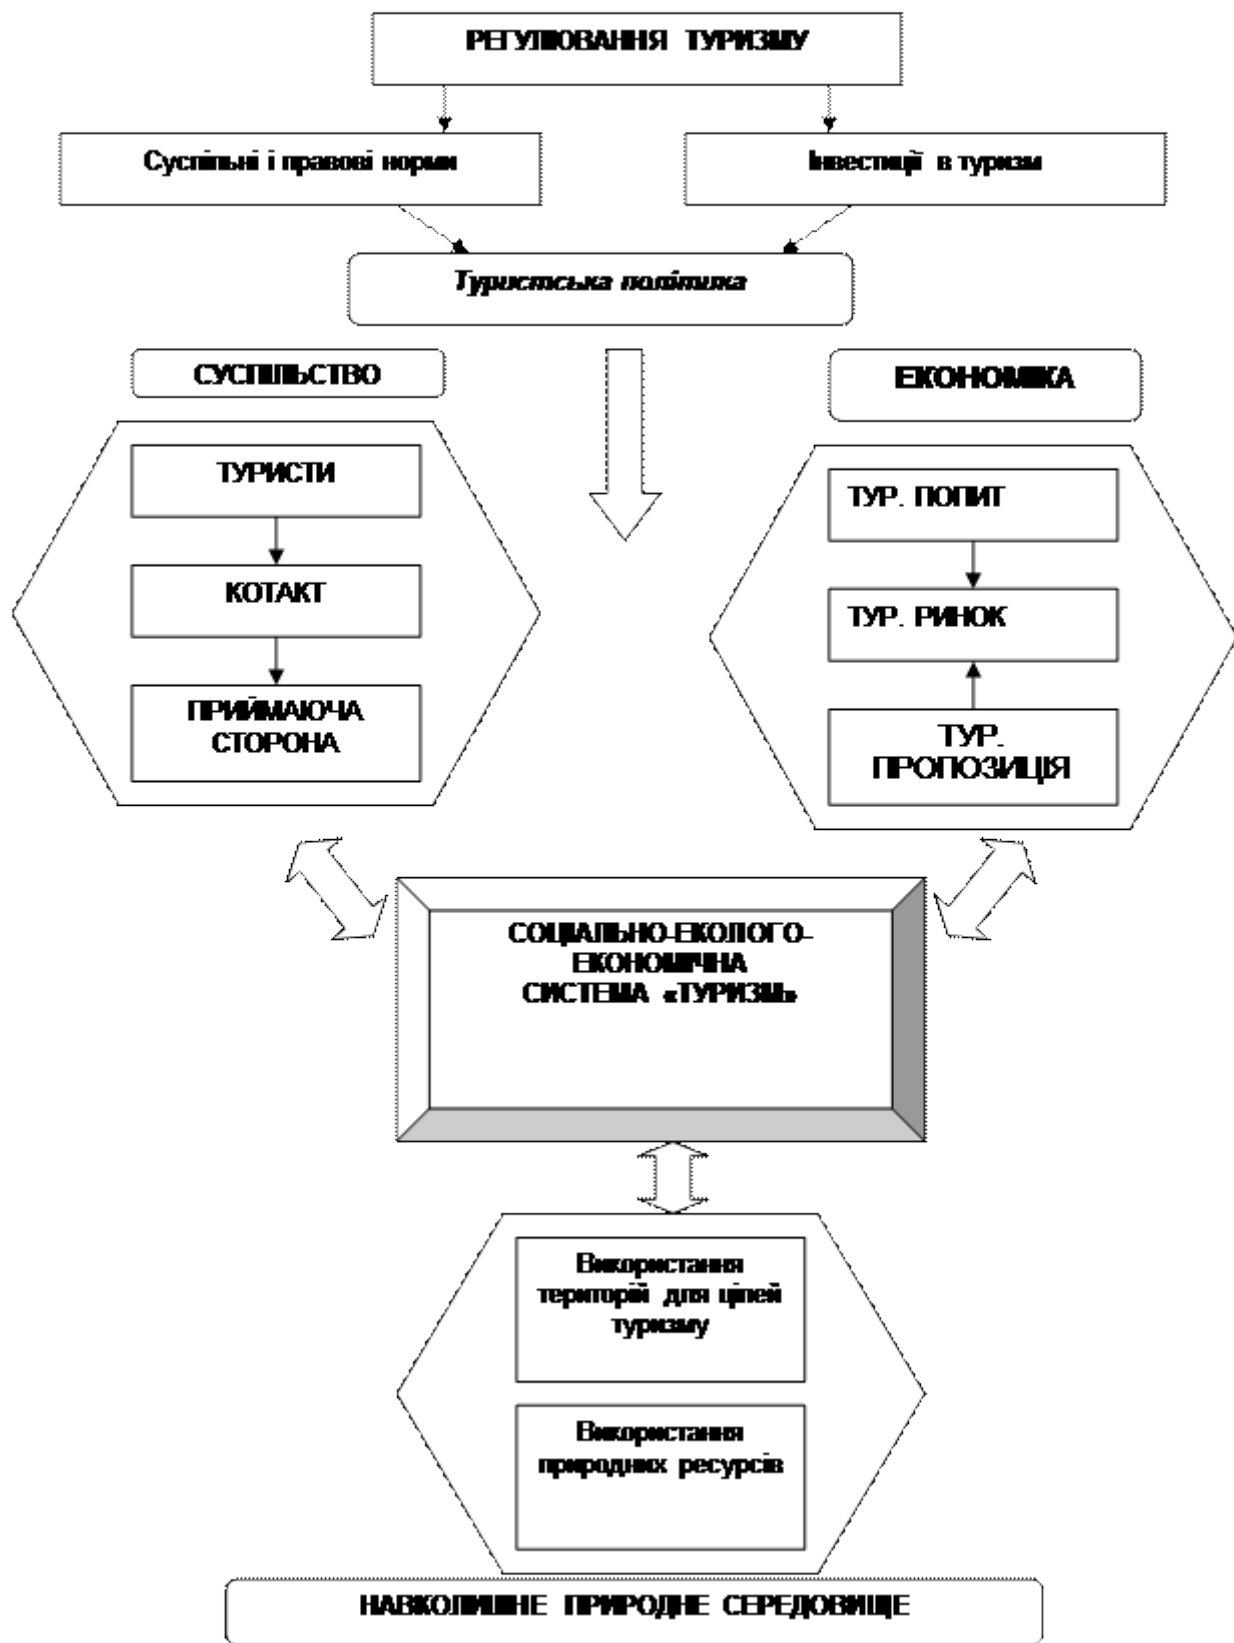 РЕГУЛЮВАННЯ ТУРИЗМУ
Суспільні і правові норми
Інвестиції в туризм
Туристська політика
СУСПІЛЬСТВО
ЕКОНОМІКА
ТУРИСТИ
КОТАКТ
ПРИЙМАЮЧА
СТОРОНА
ТУР. ПОПИТ
ТУР. РИНОК
ТУР.
ПРОПОЗИЦІЯ
СОЦІАЛЬНО-ЕКОЛОГО-
ЕКОНОМІЧНА
СИСТЕМА «ТУРИЗМ»
Використання
територій для цілей
туризму
Використання
природних ресурсів
НАВКОЛИШНЕ ПРИРОДНЕ СЕРЕДОВИЩЕ